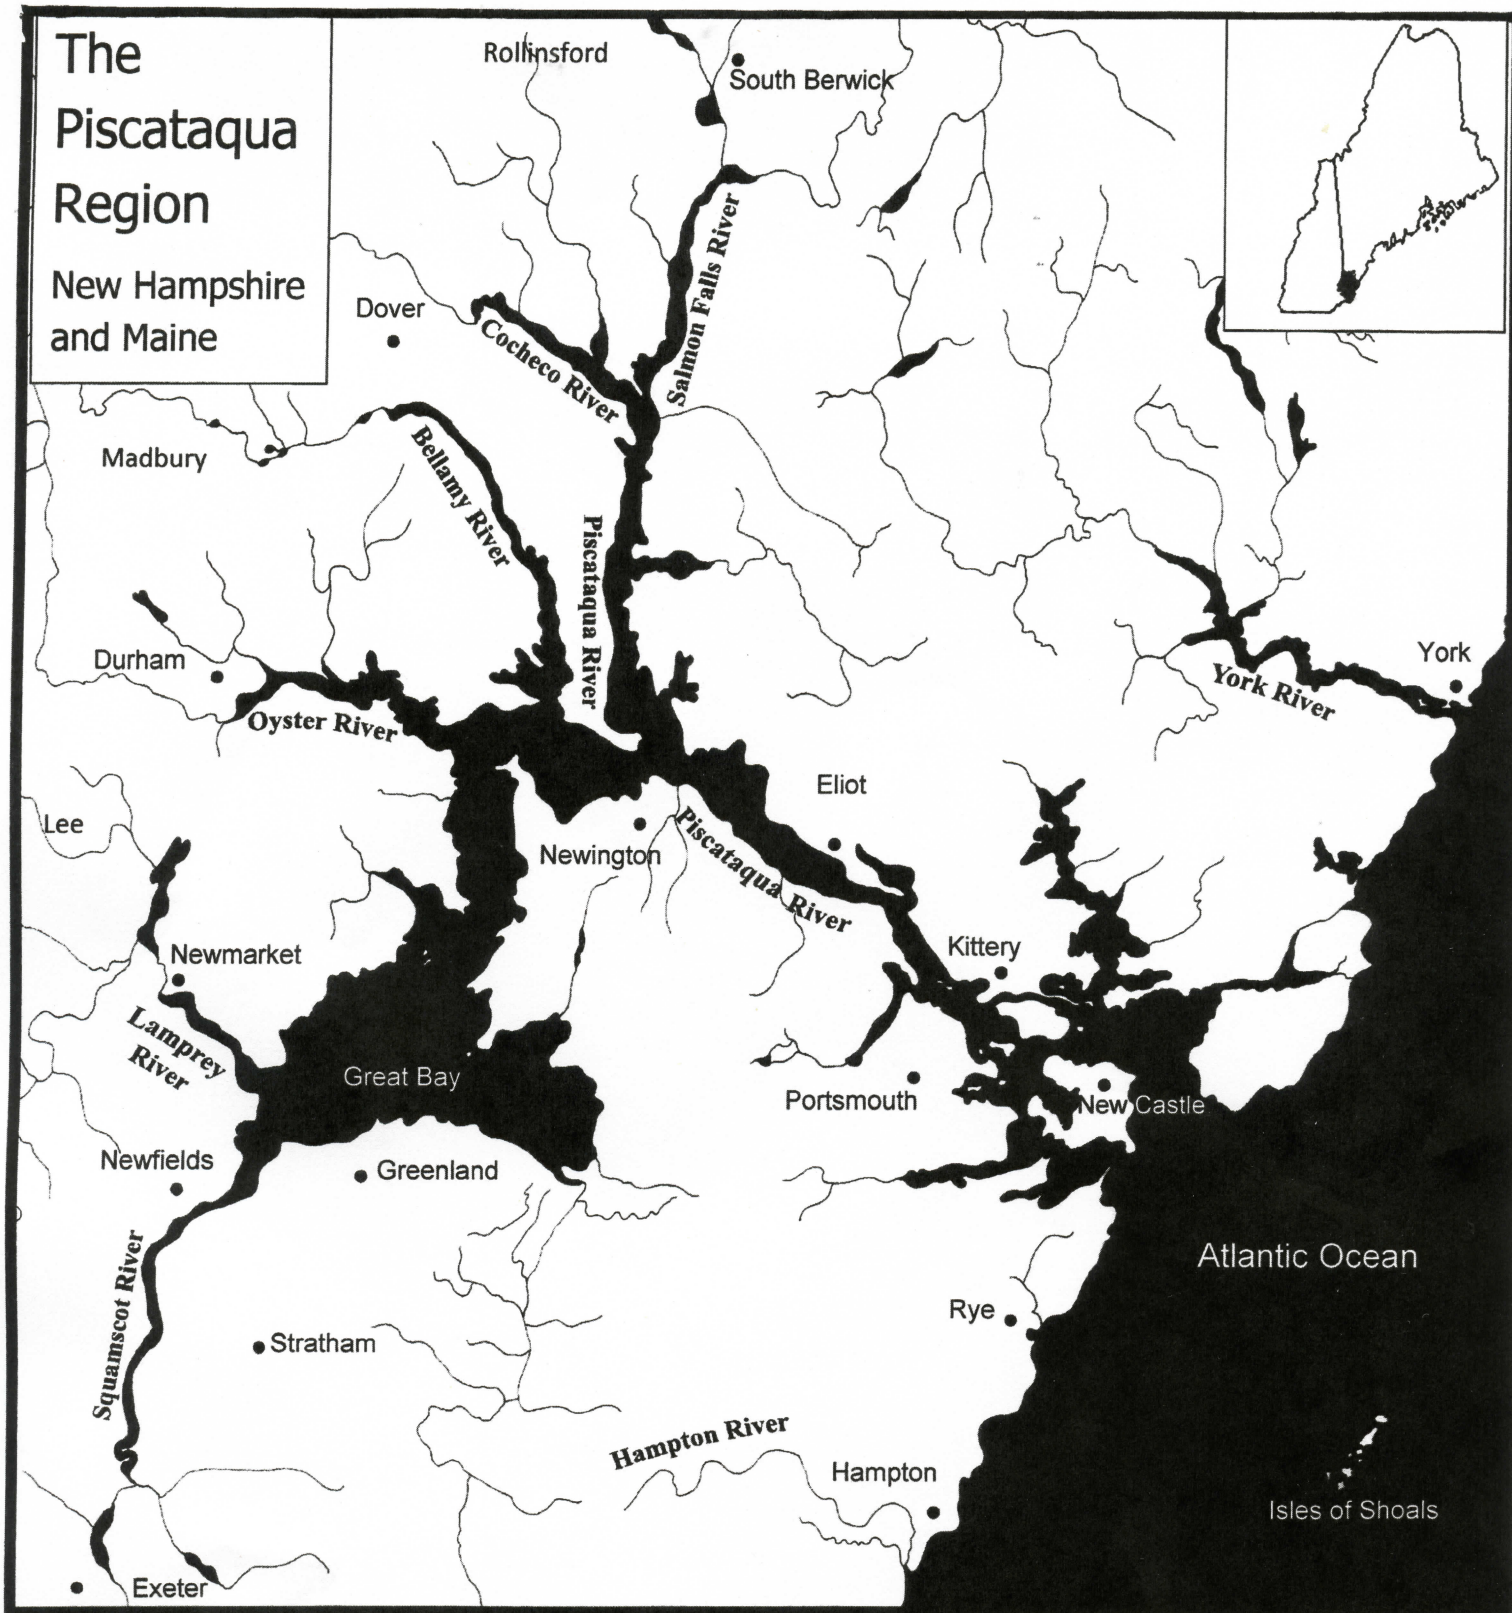 The
Piscataqua
Region
New Hampshire
and Maine
Rollinsford
South Berwick
Dover
Cocheco River
Salmon Falls River
Madbury
Bellamy River
Piscataqua River
Durham
Oyster River
York
York River
Lee
Eliot
Newington
Piscataqua River
Newmarket
Kittery
Lamprey
River
Great Bay
Portsmouth
New Castle
Newfields
Greenland
Squamscot River
Atlantic Ocean
Rye
Stratham
Hampton River
Hampton
Isles of Shoals
Exeter